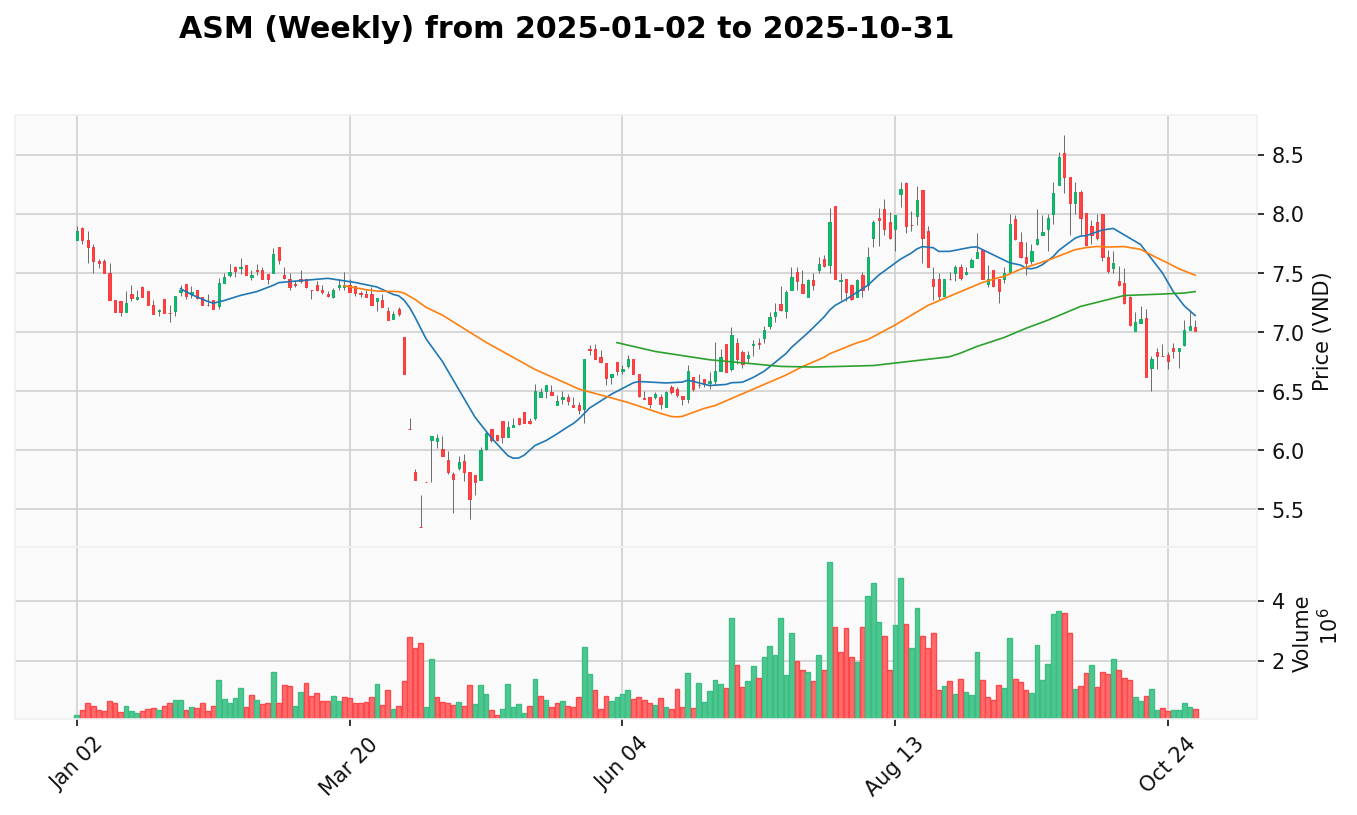 ASM (Weekly) from 2025-01-02 to 2025-10-31
8.5
8.0
7.5
7.0
6.5
6.0
5.5
Price (VND)
4
2
Volume
10⁶
Jan 02
Mar 20
Jun 04
Aug 13
Oct 24